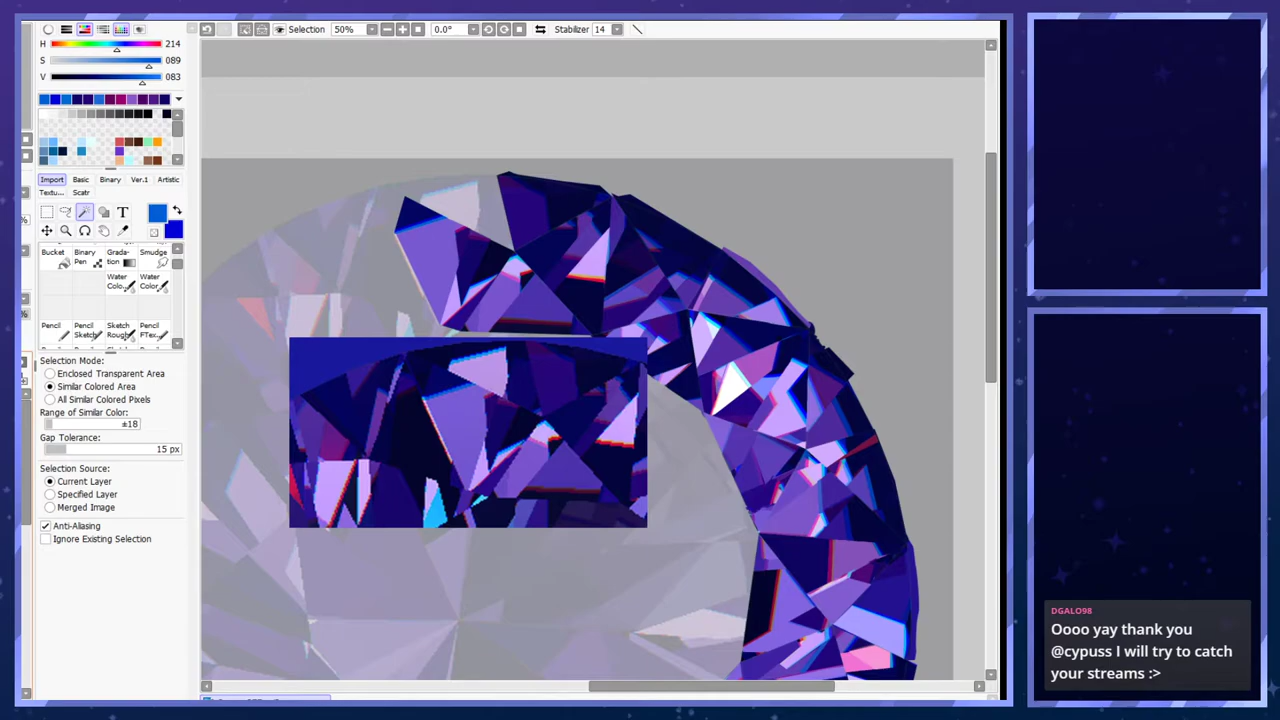 Selection
50%
0.0°
Stabilizer
14
H
214
S
089
V
083
Import
Basic
Binary
Ver.1
Artistic
Textu...
Scatr
T
Bucket
Binary
Pen
Grada-
tion
Smudge
Water
Colo...
Water
Color...
Pencil
Pencil
Sketch
Sketch
Rough
Pencil
FTex...
Selection Mode:
Enclosed Transparent Area
Similar Colored Area
All Similar Colored Pixels
Range of Similar Color:
±18
Gap Tolerance:
15 px
Selection Source:
Current Layer
Specified Layer
Merged Image
Anti-Aliasing
Ignore Existing Selection
DGALO98
Oooo yay thank you
@cypuss I will try to catch
your streams :>